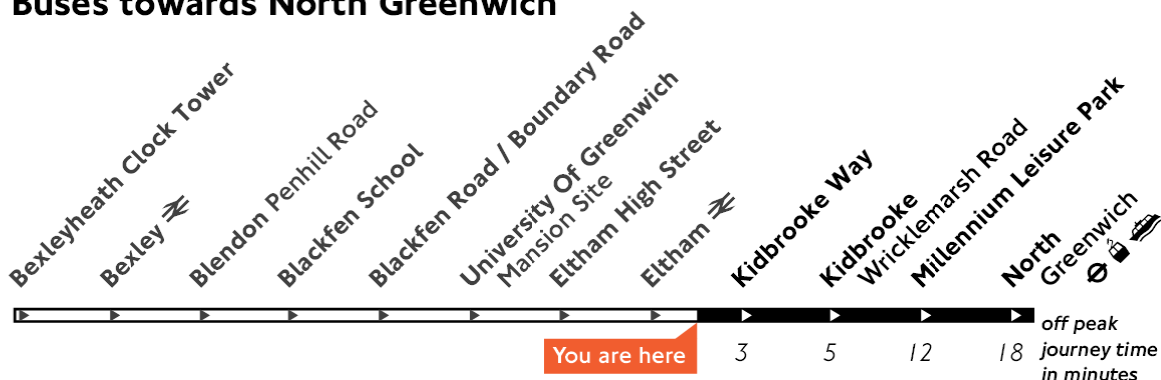 Buses towards North Greenwich
Bexleyheath Clock Tower
Bexley
Blendon Penhill Road
Blackfen School
Blackfen Road / Boundary Road
University Of Greenwich
Mansion Site
Eltham High Street
Eltham
Kidbrooke Way
Kidbrooke
Wricklemarsh Road
Millennium Leisure Park
North
Greenwich
You are here
3
5
12
18
off peak
journey time
in minutes